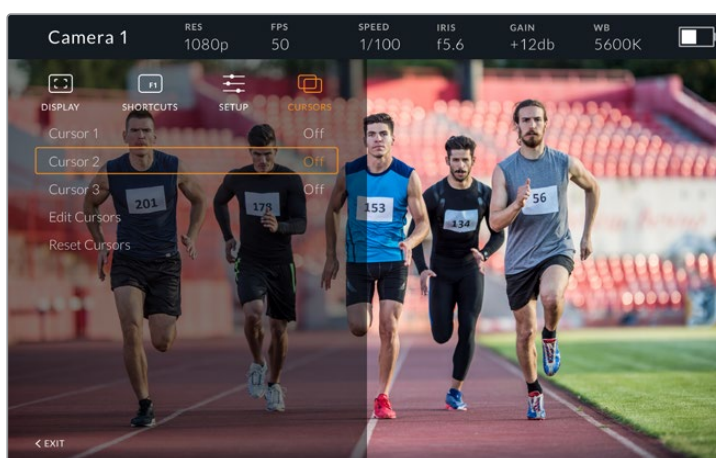 Camera 1
RES
1080p
FPS
50
SPEED
1/100
IRIS
f5.6
GAIN
+12db
WB
5600K
DISPLAY
F1
SHORTCUTS
SETUP
CURSORS
Cursor 1 Off
Cursor 2 Off
Cursor 3 Off
Edit Cursors
Reset Cursors
201
178
153
134
56
< EXIT